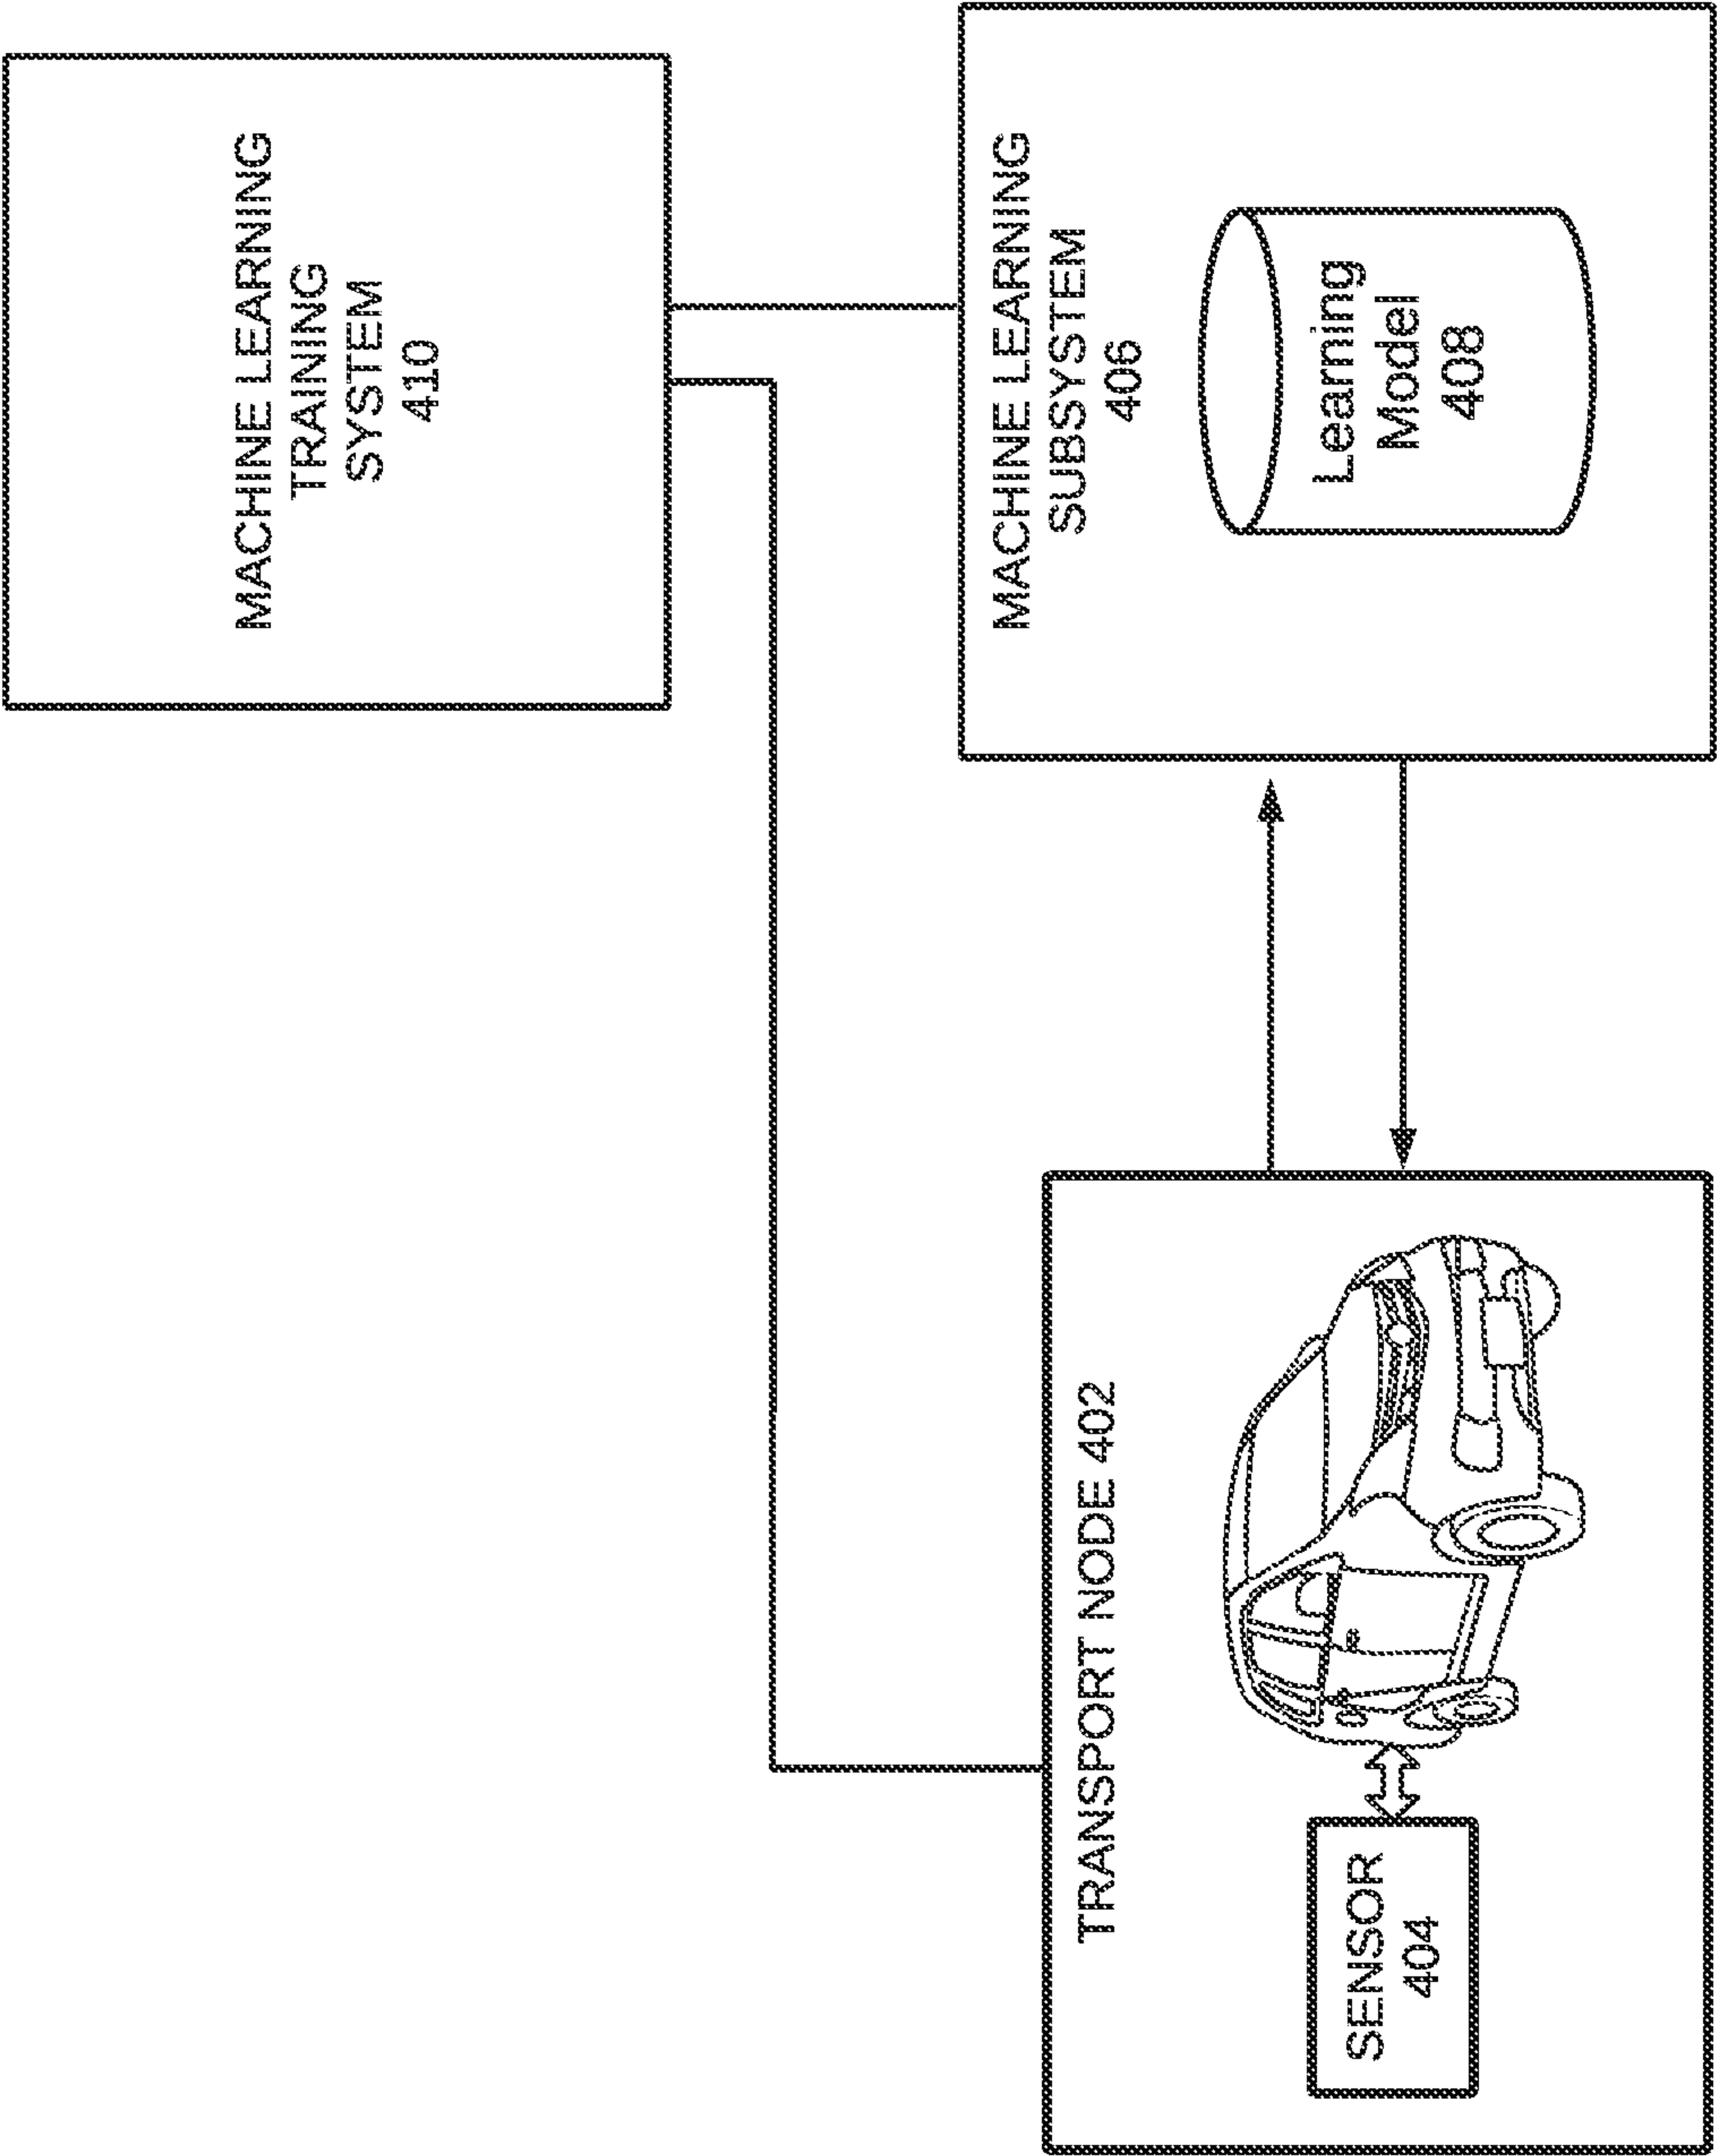 MACHINE LEARNING
TRAINING
SYSTEM
410
TRANSPORT NODE 402
SENSOR
404
MACHINE LEARNING
SUBSYSTEM
406
Learning
Model
408